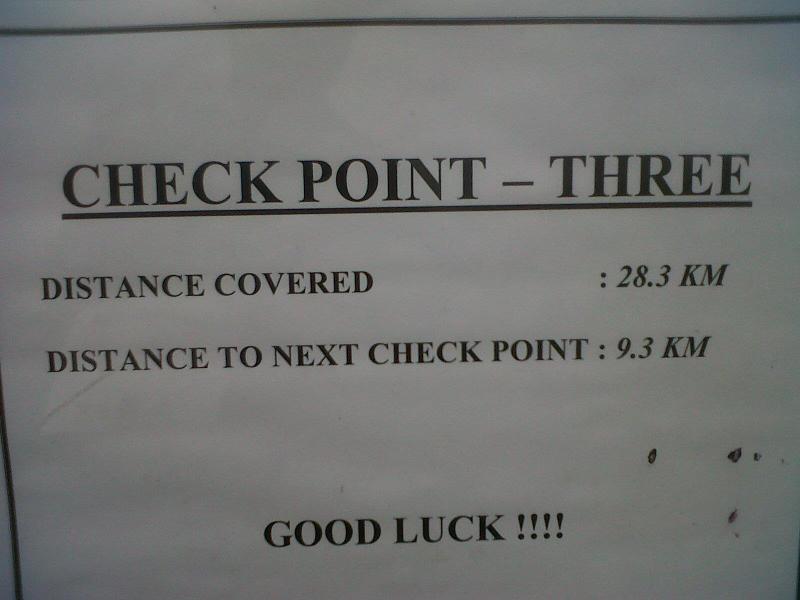 CHECK POINT – THREE
DISTANCE COVERED : 28.3 KM
DISTANCE TO NEXT CHECK POINT : 9.3 KM
GOOD LUCK !!!!